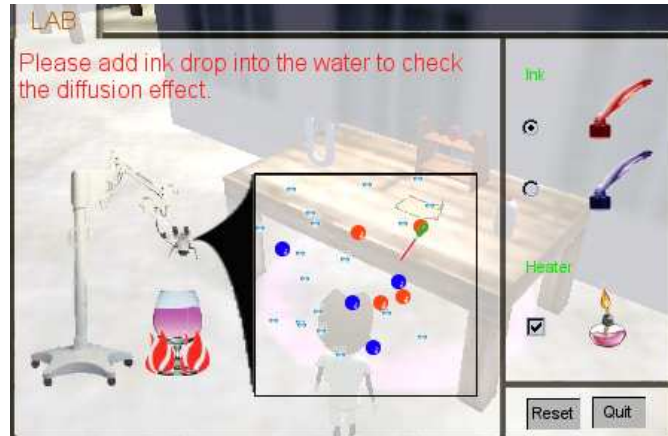 LAB
Please add ink drop into the water to check
the diffusion effect.
Ink
Heater
Reset Quit